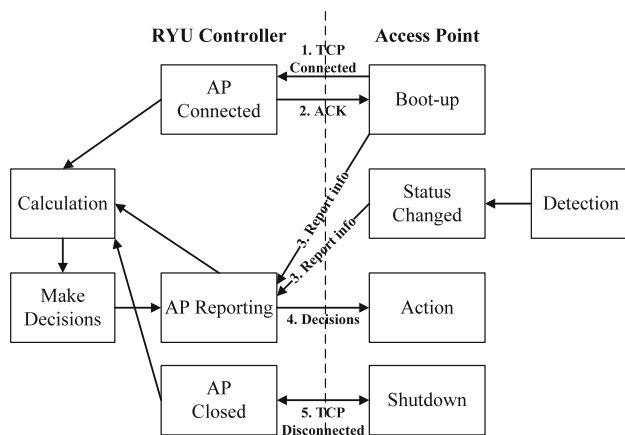 RYU Controller
Access Point
1. TCP
Connected
AP
Connected
2. ACK
Boot-up
Calculation
3. Report info
Status
Changed
Detection
3. Report info
Make
Decisions
AP Reporting
4. Decisions
Action
AP
Closed
5. TCP
Disconnected
Shutdown